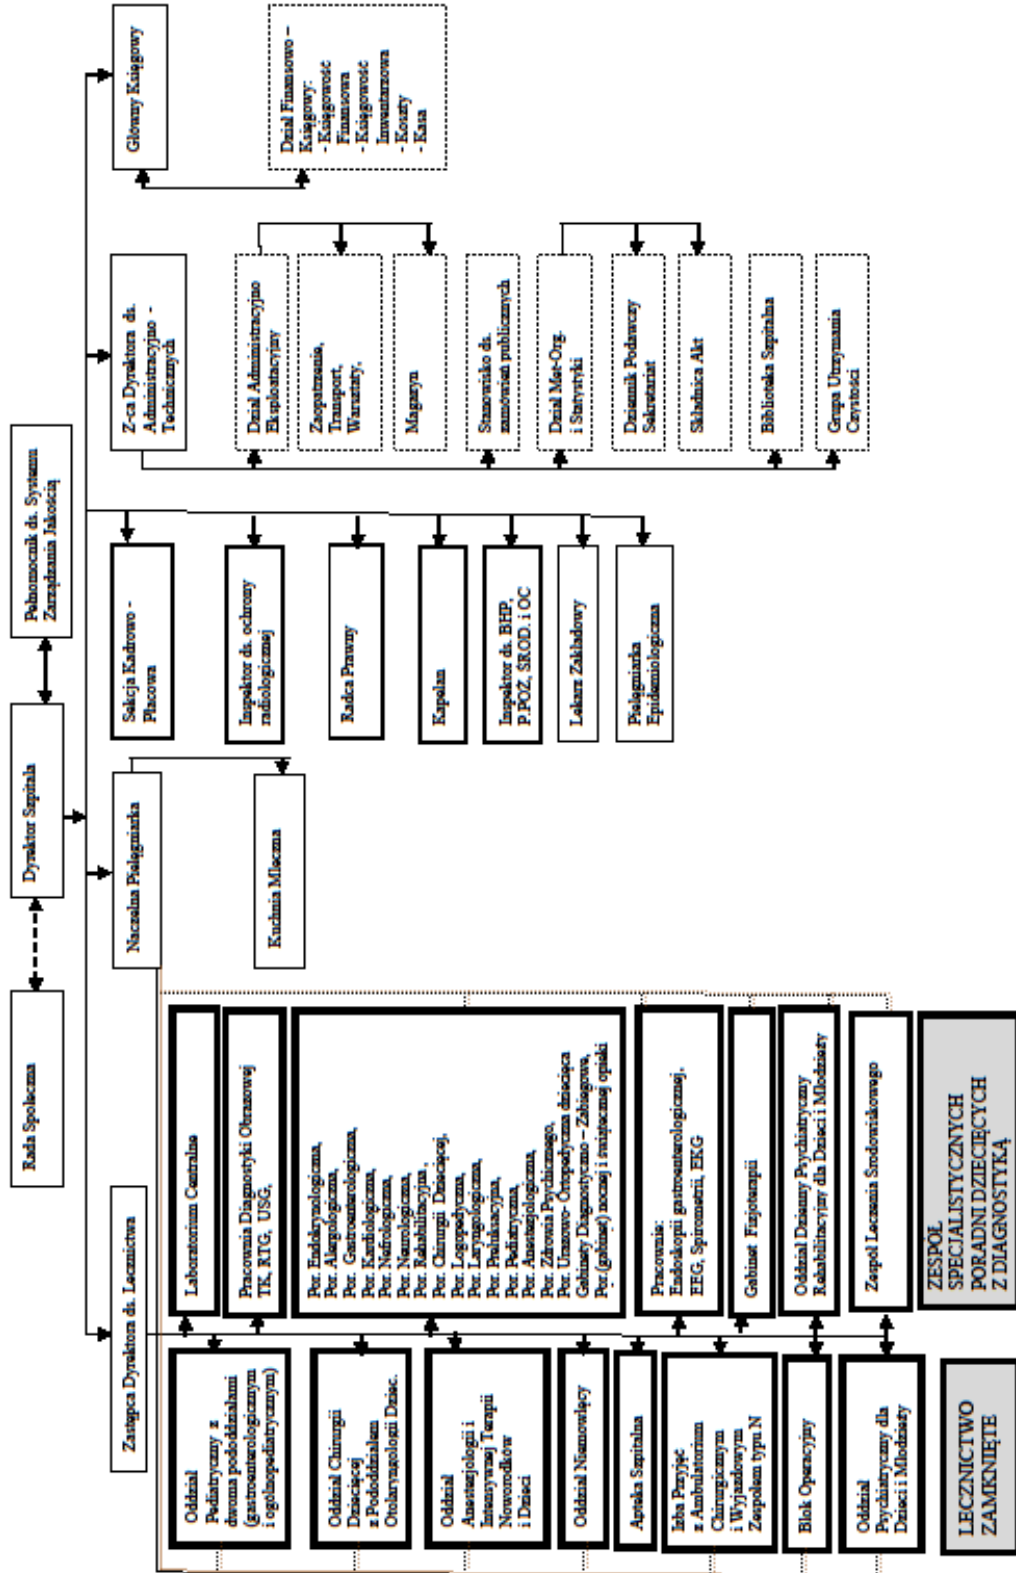 Rada Społeczna
Dyrektor Szpitala
Pełnomocnik ds. Systemu
Zarządzania Jakością
Zastępca Dyrektora ds. Lecznictwa
Naczelna Pielęgniarka
Z-ca Dyrektora ds.
Administracyjno –
Technicznych
Główny Księgowy
Oddział
Pediatryczny z
dwoma pododdziałami
(gastroenterologicznym
i ogólnopediatrycznym)
Oddział Chirurgii
Dziecięcej
z Pododdziałem
Otolaryngologii Dziec.
Oddział
Anestezjologii i
Intensywnej Terapii
Noworodków
i Dzieci
Oddział Niemowlęcy
Apteka Szpitalna
Izba Przyjęć
z Ambulatorium
Chirurgicznym
i Wyjazdowym
Zespołem typu N
Blok Operacyjny
Oddział
Psychiatryczny dla
Dzieci i Młodzieży
LECZNICTWO
ZAMKNIĘTE
Laboratorium Centralne
Pracownia Diagnostyki Obrazowej
TK, RTG, USG,
Por. Endokrynologiczna,
Por. Alergologiczna,
Por. Gastroenterologiczna,
Por. Kardiologiczna,
Por. Nefrologiczna,
Por. Neurologiczna,
Por. Rehabilitacyjna
Por. Chirurgii Dziecięcej,
Por. Logopedyczna,
Por. Laryngologiczna,
Por. Preluksacyjna,
Por. Pediatryczna,
Por. Anestezjologiczna,
Por. Zdrowia Psychicznego,
Por. Urazowo- Ortopedyczna dziecięca
Gabinety Diagnostyczno – Zabiegowe,
Por.(gabinet) nocnej i świątecznej opieki
Pracownie:
Endoskopii gastroenterologicznej,
EEG, Spirometrii, EKG
Gabinet Fizjoterapii
Oddział Dzienny Psychiatryczny
Rehabilitacyjny dla Dzieci i Młodzieży
Zespół Leczenia Środowiskowego
ZESPÓŁ
SPECJALISTYCZNYCH
PORADNI DZIECIĘCYCH
Z DIAGNOSTYKĄ
Kuchnia Mleczna
Sekcja Kadrowo –
Płacowa
Inspektor ds. ochrony
radiologicznej
Radca Prawny
Kapelan
Inspektor ds. BHP,
P.POŻ, ŚROD. i OC
Lekarz Zakładowy
Pielęgniarka
Epidemiologiczna
Dział Administracyjno
Eksploatacyjny
Zaopatrzenie,
Transport,
Warsztaty,
Magazyn
Stanowisko ds.
zamówień publicznych
Dział Met-Org.
i Statystyki
Dziennik Podawczy
Sekretariat
Składnica Akt
Biblioteka Szpitalna
Grupa Utrzymania
Czystości
Dział Finansowo –
Księgowy:
- Księgowość
Finansowa
- Księgowość
Inwentarzowa
- Koszty
- Kasa